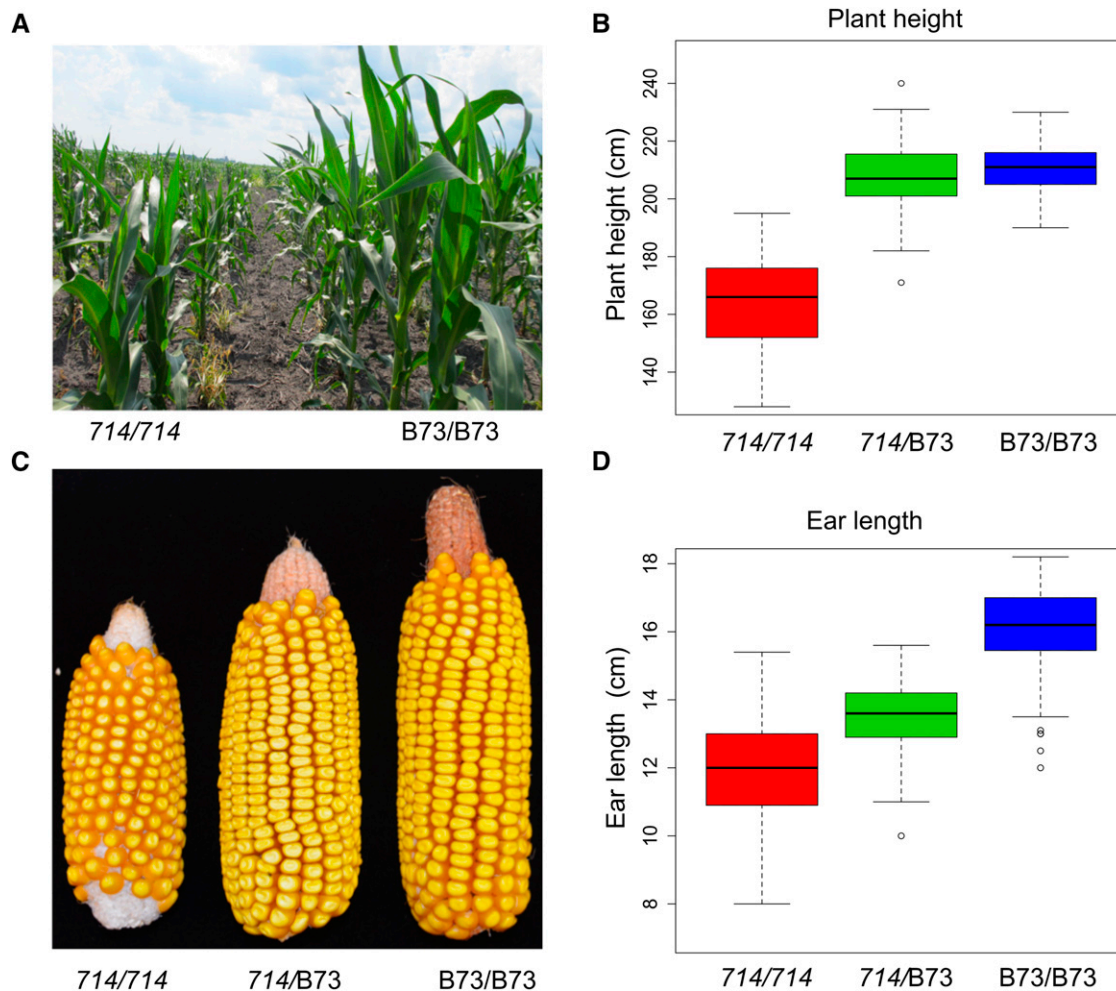 A
714/714 B73/B73
B
Plant height
Plant height (cm)
240
220
200
180
160
140
714/714 714/B73 B73/B73
C
714/714 714/B73 B73/B73
D
Ear length
Ear length (cm)
18
16
14
12
10
8
714/714 714/B73 B73/B73